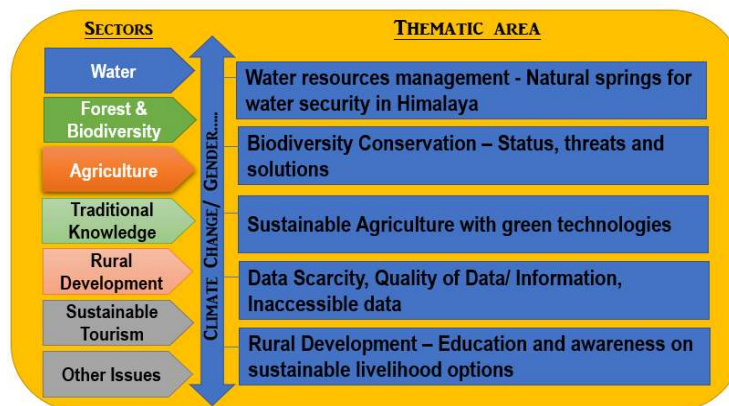 SECTORS
THEMATIC AREA
Water
Forest &
Biodiversity
Agriculture
Traditional
Knowledge
Rural
Development
Sustainable
Tourism
Other Issues
CLIMATE CHANGE/ GENDER.....
Water resources management - Natural springs for
water security in Himalaya
Biodiversity Conservation – Status, threats and
solutions
Sustainable Agriculture with green technologies
Data Scarcity, Quality of Data/ Information,
Inaccessible data
Rural Development – Education and awareness on
sustainable livelihood options